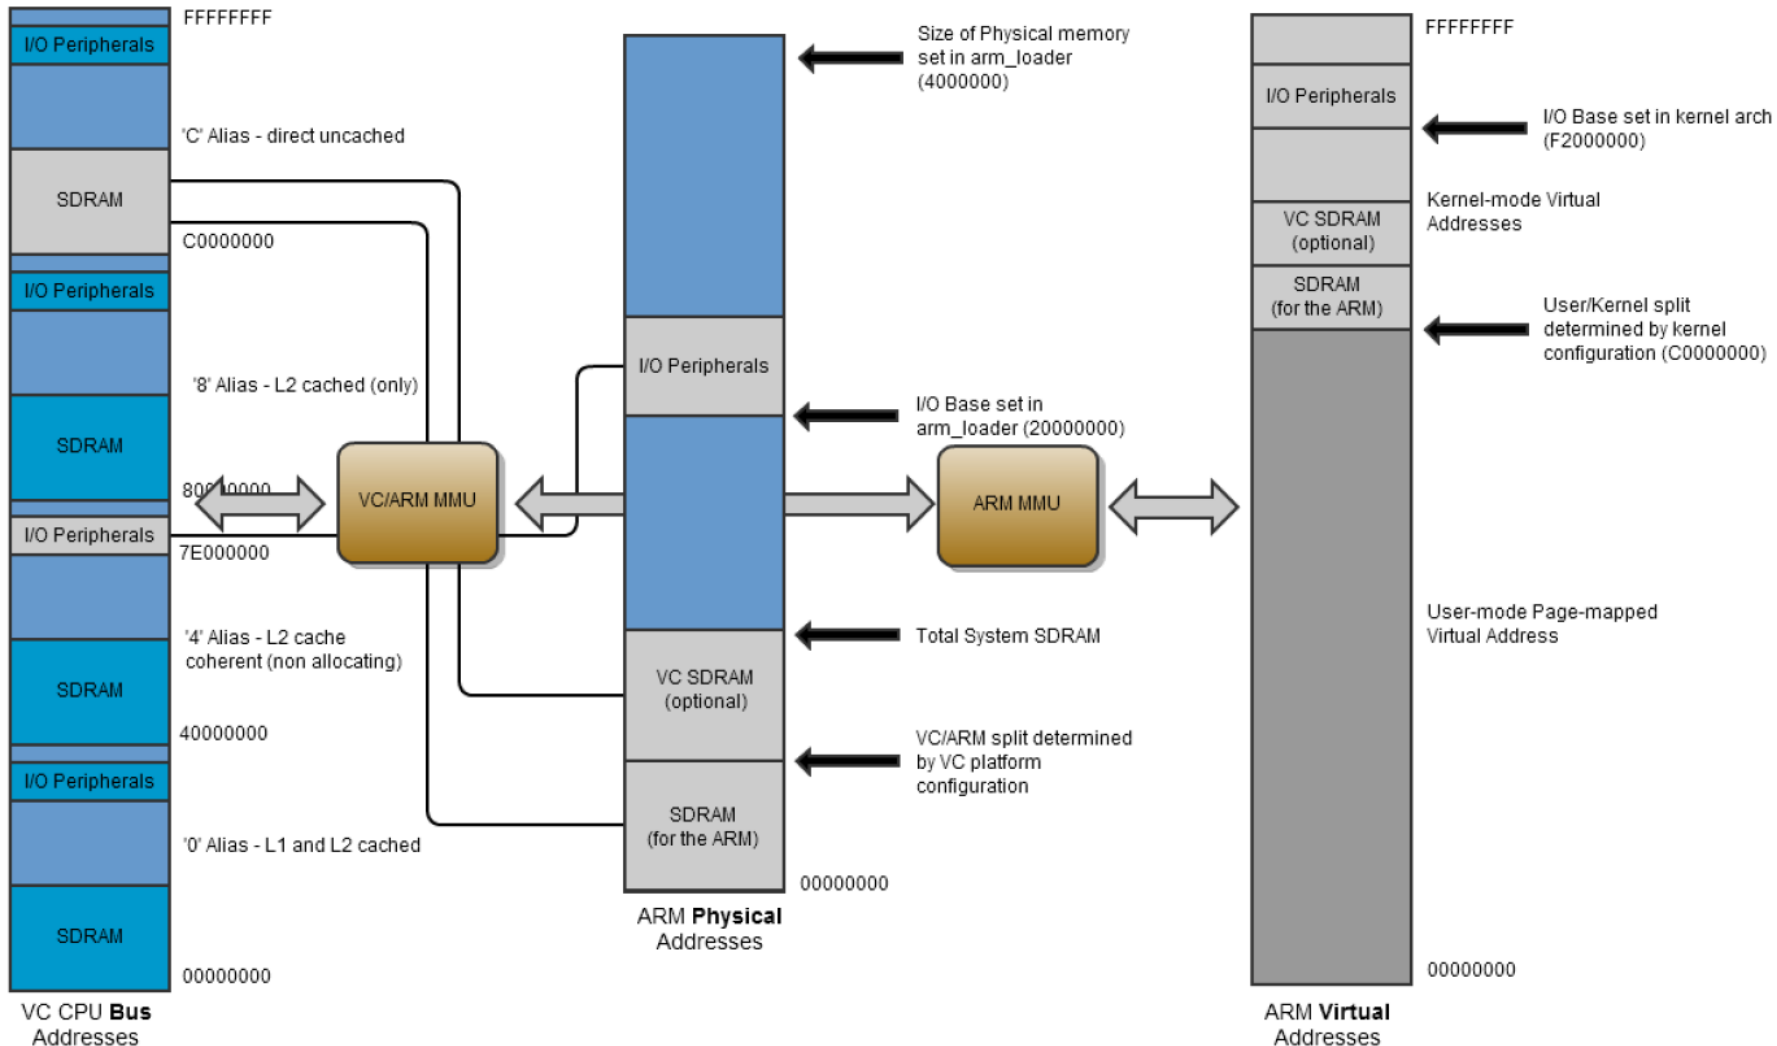 FFFFFFFF
I/O Peripherals
'C' Alias - direct uncached
SDRAM
C0000000
I/O Peripherals
'8' Alias - L2 cached (only)
SDRAM
80000000
I/O Peripherals
7E000000
'4' Alias - L2 cache
coherent (non allocating)
SDRAM
40000000
I/O Peripherals
'0' Alias - L1 and L2 cached
SDRAM
00000000
VC CPU Bus
Addresses
VC/ARM MMU
Size of Physical memory
set in arm_loader
(4000000)
I/O Peripherals
I/O Base set in
arm_loader (20000000)
Total System SDRAM
VC SDRAM
(optional)
VC/ARM split determined
by VC platform
configuration
SDRAM
(for the ARM)
00000000
ARM Physical
Addresses
ARM MMU
FFFFFFFF
I/O Peripherals
I/O Base set in kernel arch
(F2000000)
Kernel-mode Virtual
Addresses
VC SDRAM
(optional)
SDRAM
(for the ARM)
User/Kernel split
determined by kernel
configuration (C0000000)
User-mode Page-mapped
Virtual Address
00000000
ARM Virtual
Addresses